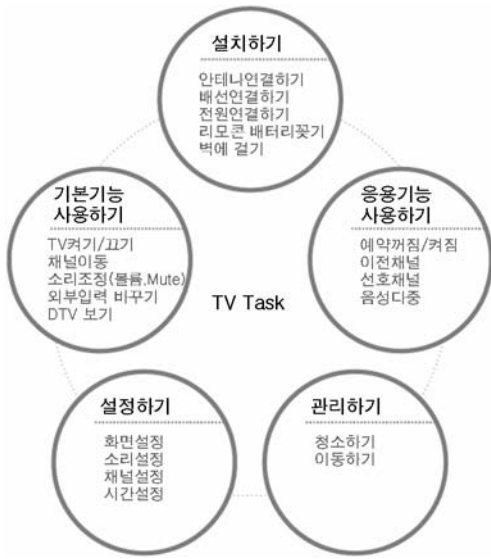 설치하기
안테나연결하기
배선연결하기
전원연결하기
리모콘 배터리꽂기
벽에 걸기
기본기능
사용하기
TV켜기/끄기
채널이동
소리조정(볼륨,Mute)
외부입력 바꾸기
DTV 보기
응용기능
사용하기
예약꺼짐/켜짐
이전채널
선호채널
음성다중
TV Task
설정하기
화면설정
소리설정
채널설정
시간설정
관리하기
청소하기
이동하기